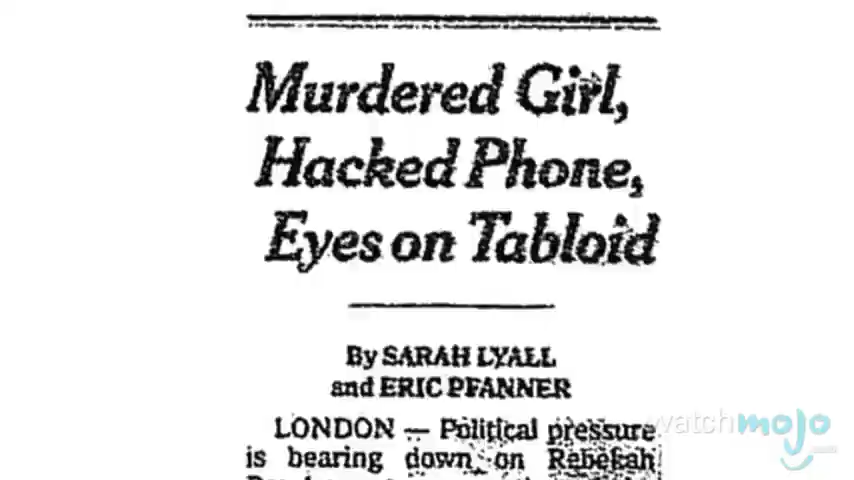 Murdered Girl,
Hacked Phone,
Eyes on Tabloid
By SARAH LYALL
and ERIC PFANNER
LONDON — Political pressure
is bearing down on Rebekah
watchmojo